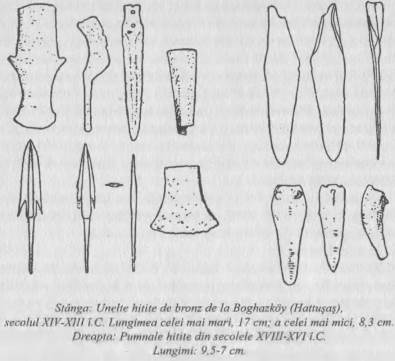 Stânga: Unelte hitite de bronz de la Boghazköy (Hattuşaş),
secolul XIV-XIII î.C. Lungimea celei mai mari, 17 cm; a celei mai mici, 8,3 cm.
Dreapta: Pumnale hitite din secolele XVIII-XVI î.C.
Lungimi: 9,5-7 cm.